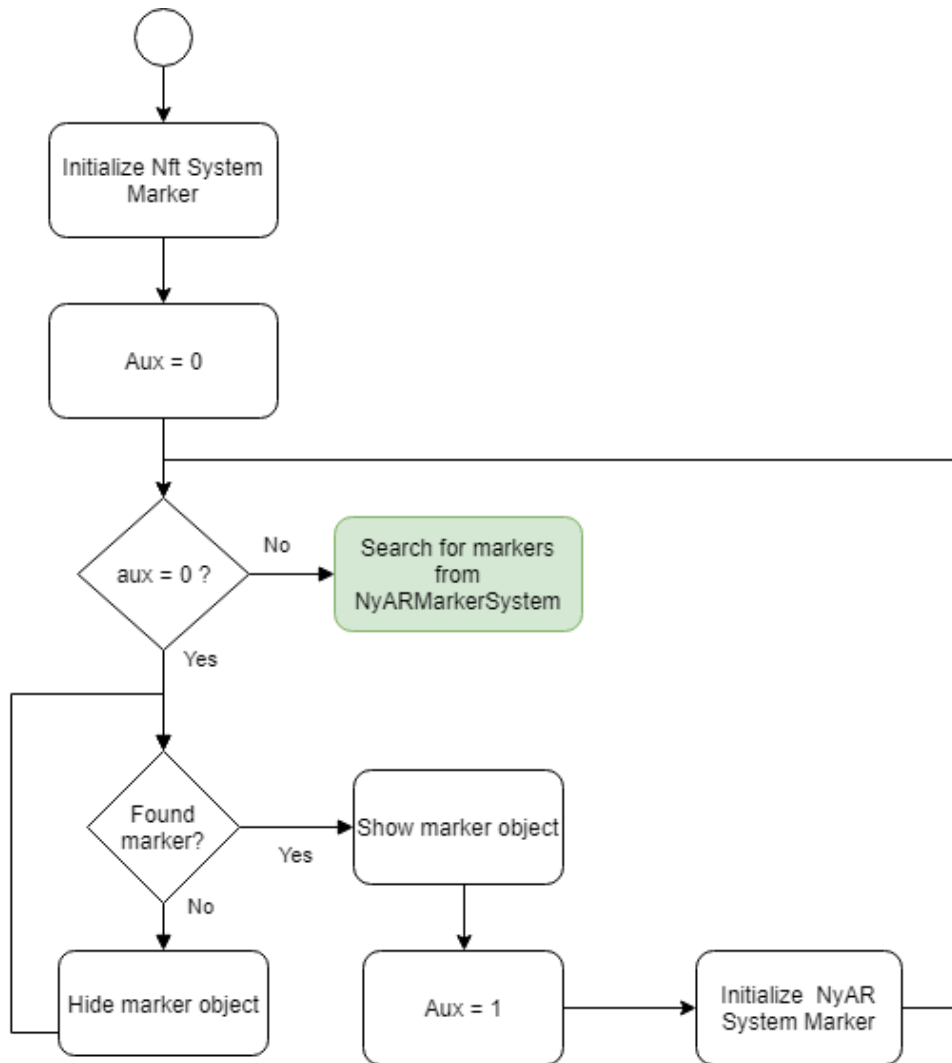 Initialize Nft System
Marker
Aux = 0
aux = 0 ?
No
Search for markers
from
NyARMarkerSystem
Yes
Found
marker?
Yes
Show marker object
No
Hide marker object
Aux = 1
Initialize NyAR
System Marker